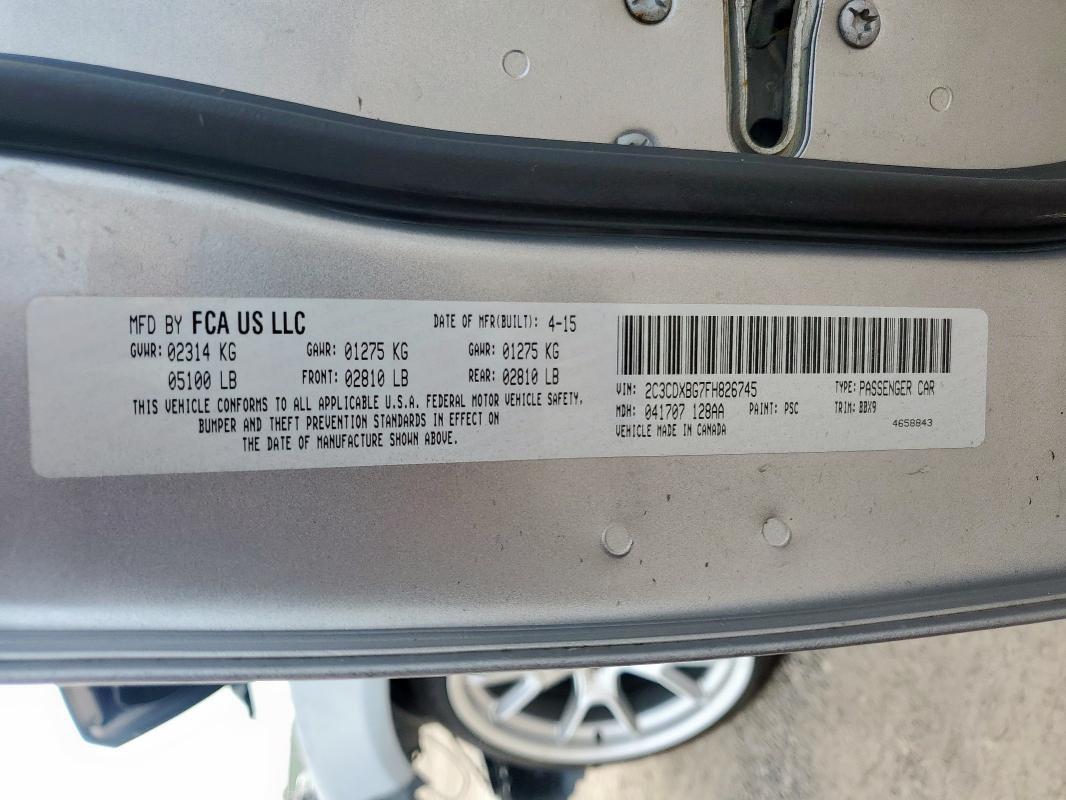 MFD BY FCA US LLC DATE OF MFR(BUILT): 4-15
GVWR: 02314 KG GAWR: 01275 KG GAWR: 01275 KG
05100 LB FRONT: 02810 LB REAR: 02810 LB
THIS VEHICLE CONFORMS TO ALL APPLICABLE U.S.A. FEDERAL MOTOR VEHICLE SAFETY,
BUMPER AND THEFT PREVENTION STANDARDS IN EFFECT ON
THE DATE OF MANUFACTURE SHOWN ABOVE.
VIN: 2C3CDXBG7FH826745 TYPE: PASSENGER CAR
MDH: 041707 128AA PAINT: PSC TRIM: BBX9
VEHICLE MADE IN CANADA 4658843